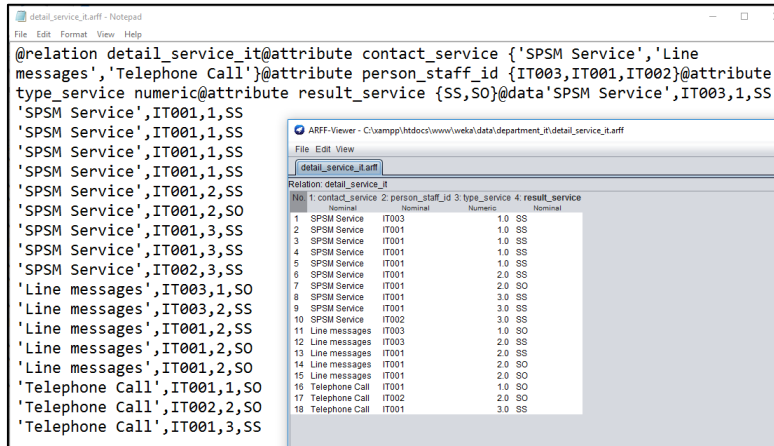 detail_service_it.arff - Notepad
File Edit Format View Help
@relation detail_service_it@attribute contact_service {'SPSM Service','Line
messages','Telephone Call'}@attribute person_staff_id {IT003,IT001,IT002}@attribute
type_service numeric@attribute result_service {SS,SO}@data'SPSM Service',IT003,1,SS
'SPSM Service',IT001,1,SS
'SPSM Service',IT001,1,SS
'SPSM Service',IT001,1,SS
'SPSM Service',IT001,1,SS
'SPSM Service',IT001,2,SS
'SPSM Service',IT001,2,SO
'SPSM Service',IT001,3,SS
'SPSM Service',IT001,3,SS
'SPSM Service',IT002,3,SS
'Line messages',IT003,1,SO
'Line messages',IT003,2,SS
'Line messages',IT001,2,SS
'Line messages',IT001,2,SO
'Line messages',IT001,2,SO
'Telephone Call',IT001,1,SO
'Telephone Call',IT002,2,SO
'Telephone Call',IT001,3,SS
ARFF-Viewer - C:\xampp\htdocs\www\weka\data\department_it\detail_service_it.arff
File Edit View
detail_service_it.arff
Relation: detail_service_it
No. 1: contact_service 2: person_staff_id 3: type_service 4: result_service
Nominal Nominal Numeric Nominal
1 SPSM Service IT003 1.0 SS
2 SPSM Service IT001 1.0 SS
3 SPSM Service IT001 1.0 SS
4 SPSM Service IT001 1.0 SS
5 SPSM Service IT001 1.0 SS
6 SPSM Service IT001 2.0 SS
7 SPSM Service IT001 2.0 SO
8 SPSM Service IT001 3.0 SS
9 SPSM Service IT001 3.0 SS
10 SPSM Service IT002 3.0 SS
11 Line messages IT003 1.0 SO
12 Line messages IT003 2.0 SS
13 Line messages IT001 2.0 SS
14 Line messages IT001 2.0 SO
15 Line messages IT001 2.0 SO
16 Telephone Call IT001 1.0 SO
17 Telephone Call IT002 2.0 SO
18 Telephone Call IT001 3.0 SS